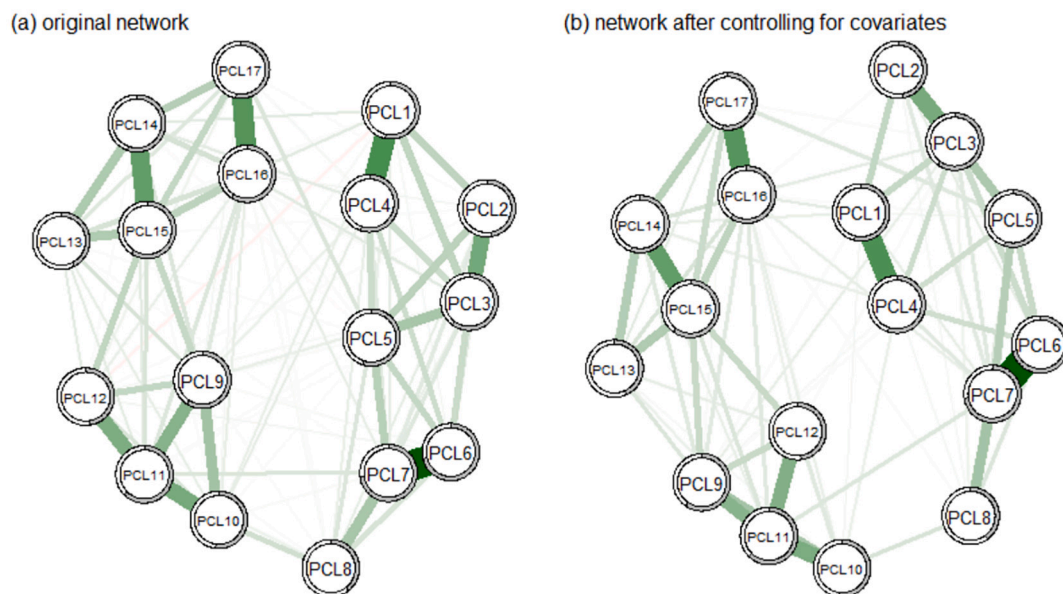 (a) original network
(b) network after controlling for covariates
PCL17
PCL14
PCL1
PCL16
PCL4
PCL2
PCL13
PCL15
PCL3
PCL5
PCL9
PCL12
PCL6
PCL11
PCL7
PCL10
PCL8
PCL2
PCL17
PCL3
PCL16
PCL1
PCL5
PCL14
PCL4
PCL15
PCL6
PCL13
PCL7
PCL12
PCL9
PCL8
PCL11
PCL10